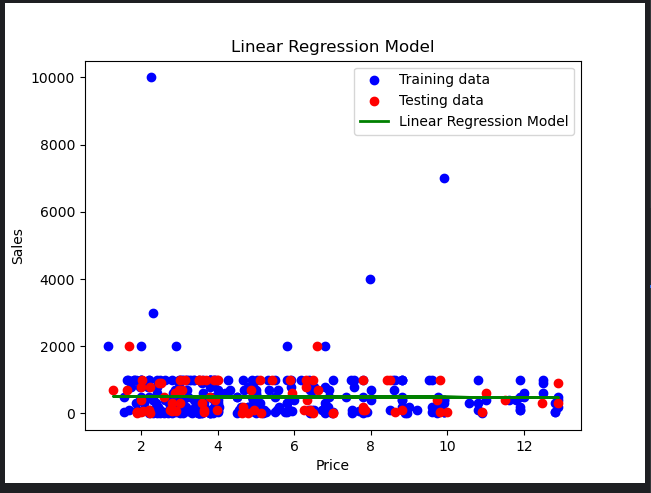 Linear Regression Model
Training data
Testing data
Linear Regression Model
10000
8000
6000
4000
2000
0
Sales
2 4 6 8 10 12
Price